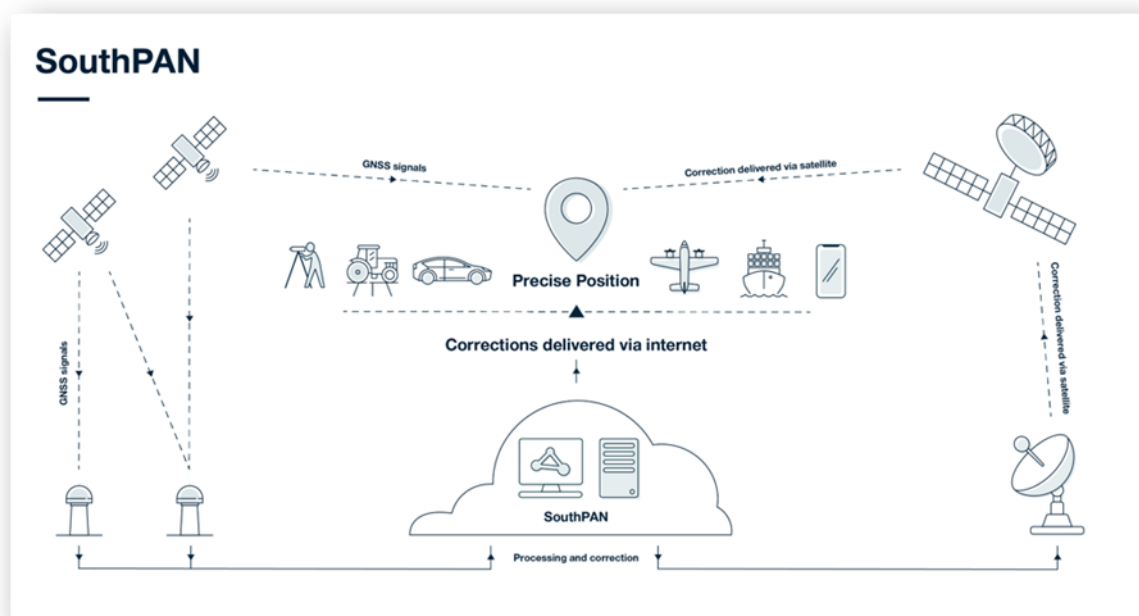 SouthPAN
GNSS signals
Correction delivered via satellite
Precise Position
Corrections delivered via internet
GNSS signals
Correction delivered via satellite
SouthPAN
Processing and correction